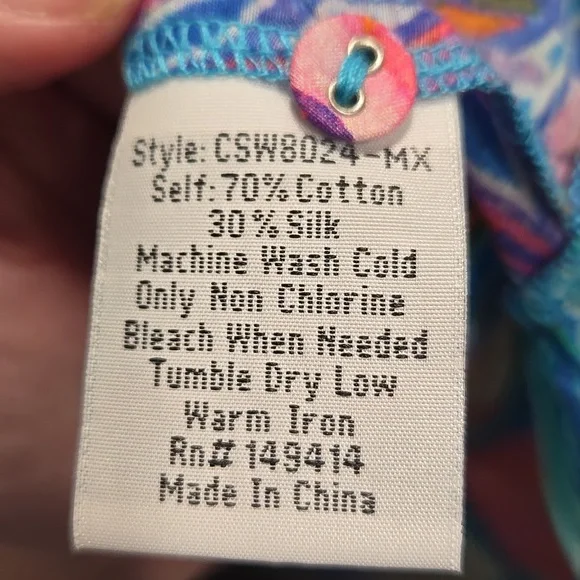 Style: CSW8024-MX
Self: 70% Cotton
30% Silk
Machine Wash Cold
Only Non Chlorine
Bleach When Needed
Tumble Dry Low
Warm Iron
Rn# 149414
Made In China